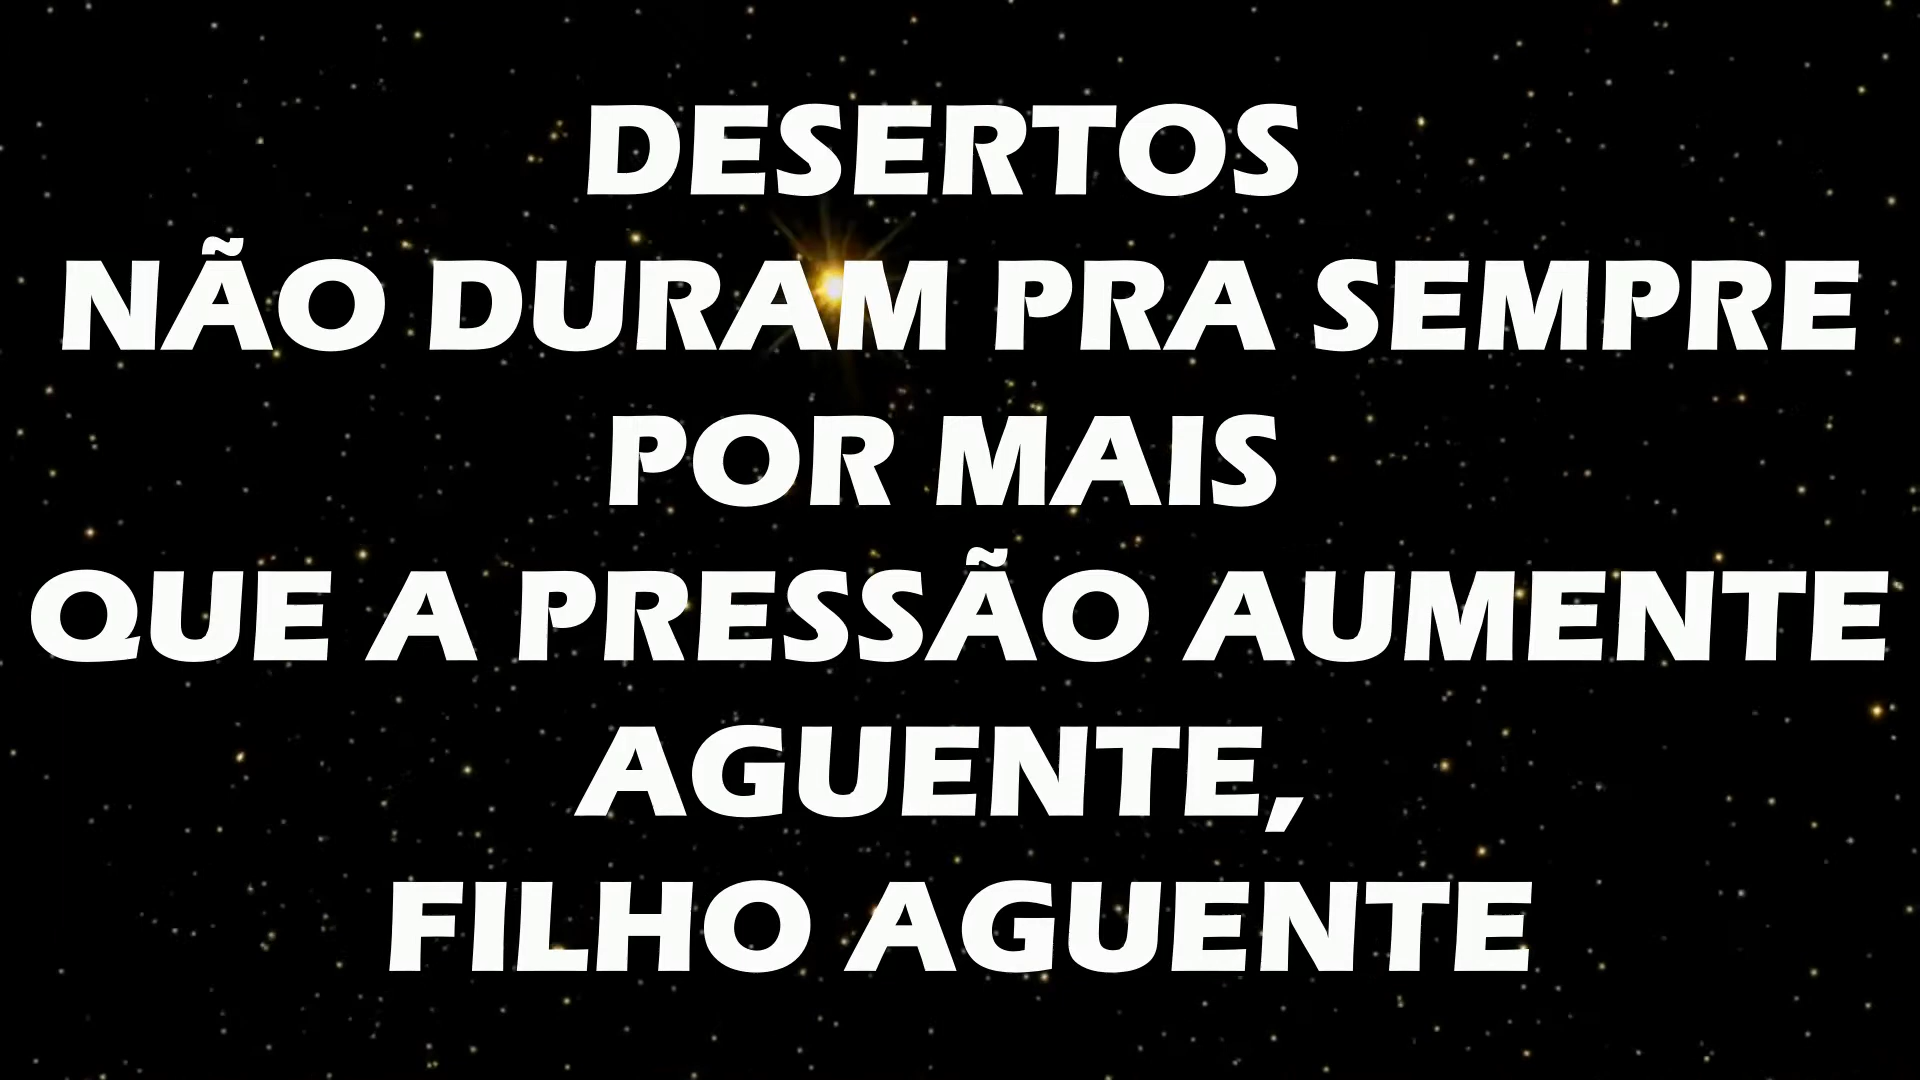 DESERTOS
NÃO DURAM PRA SEMPRE
POR MAIS
QUE A PRESSÃO AUMENTE
AGUENTE,
FILHO AGUENTE